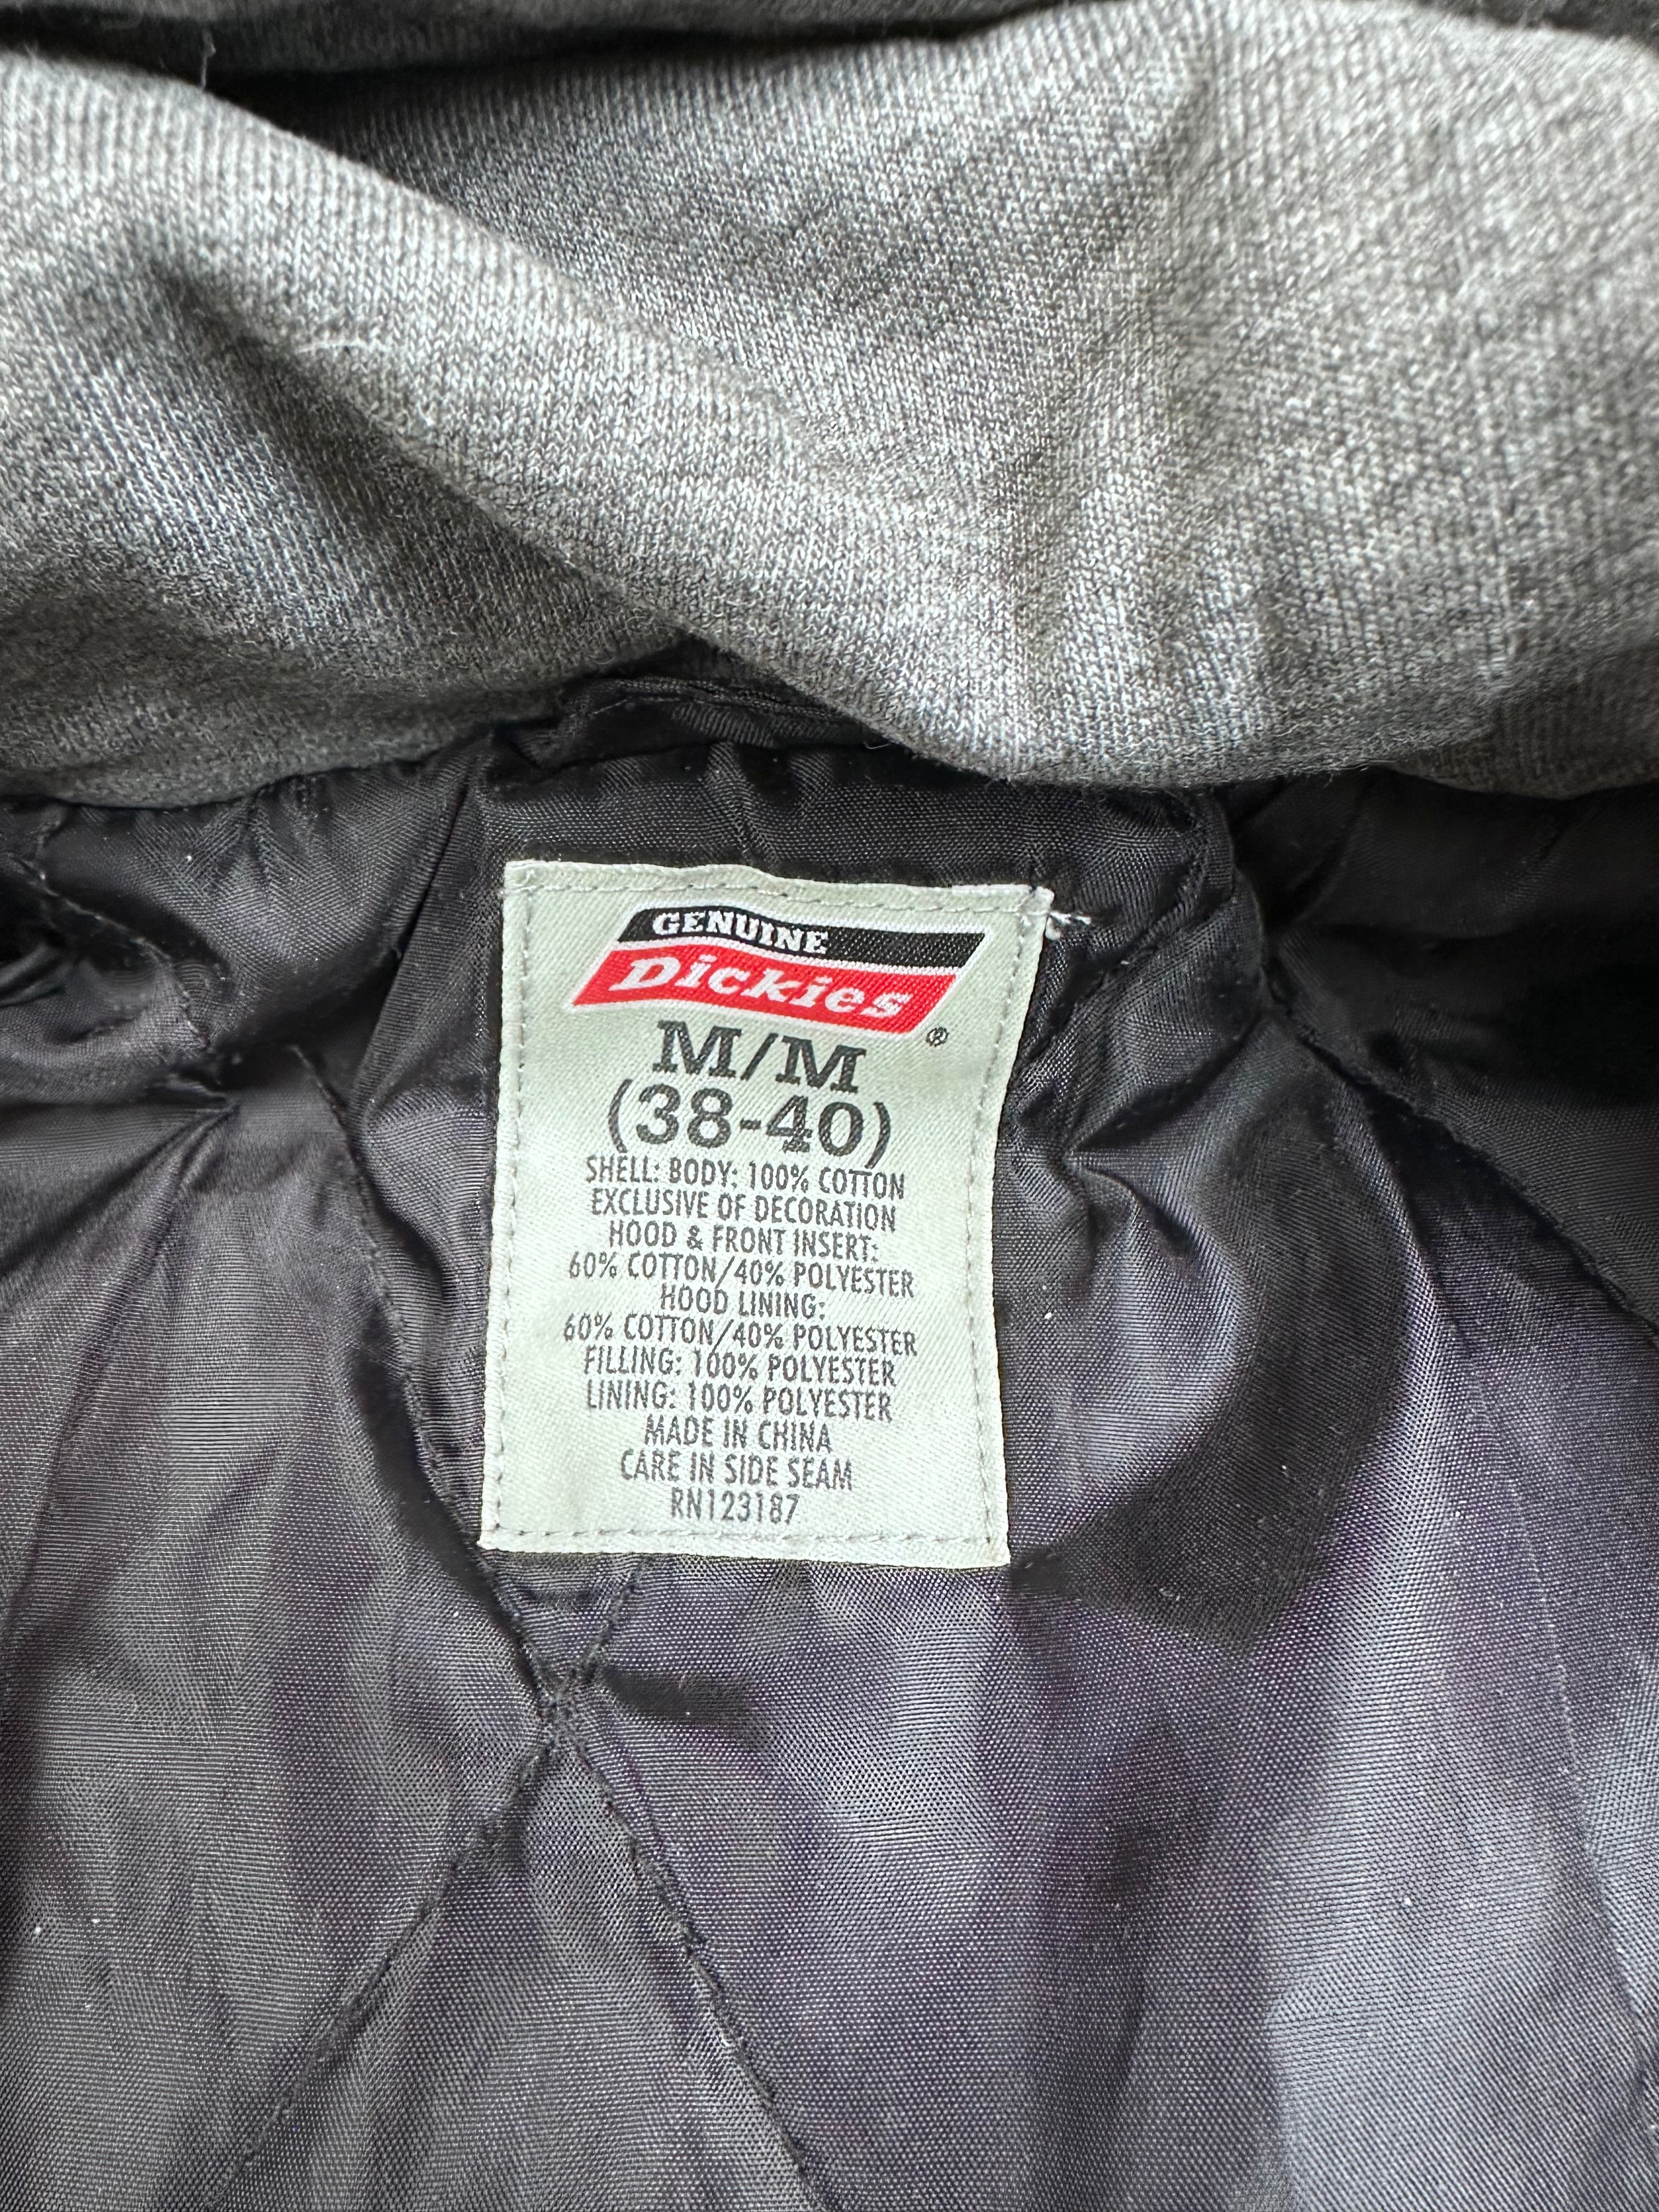 GENUINE
Dickies
®
M/M
(38-40)
SHELL: BODY: 100% COTTON
EXCLUSIVE OF DECORATION
HOOD & FRONT INSERT:
60% COTTON/40% POLYESTER
HOOD LINING:
60% COTTON/40% POLYESTER
FILLING: 100% POLYESTER
LINING: 100% POLYESTER
MADE IN CHINA
CARE IN SIDE SEAM
RN123187